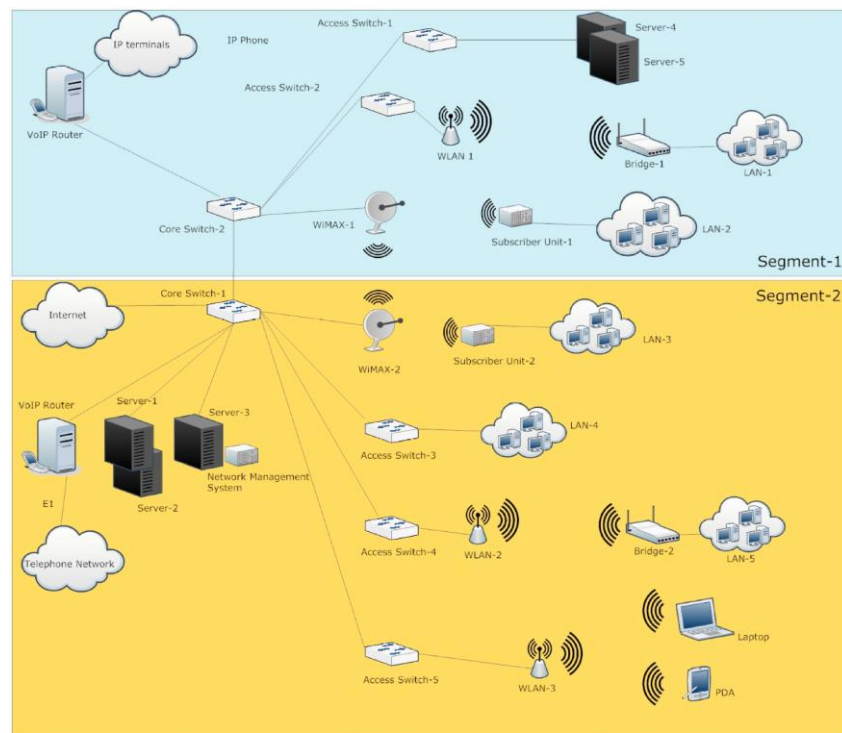 Access Switch-1
IP terminals
IP Phone
Server-4
Server-5
Access Switch-2
VoIP Router
WLAN 1
Bridge-1
LAN-1
Core Switch-2
WiMAX-1
Subscriber Unit-1
LAN-2
Segment-1
Segment-2
Core Switch-1
Internet
WiMAX-2
Subscriber Unit-2
LAN-3
VoIP Router
Server-1
Server-3
LAN-4
Access Switch-3
Network Management
System
E1
Server-2
Telephone Network
Access Switch-4
WLAN-2
Bridge-2
LAN-5
Laptop
Access Switch-5
WLAN-3
PDA